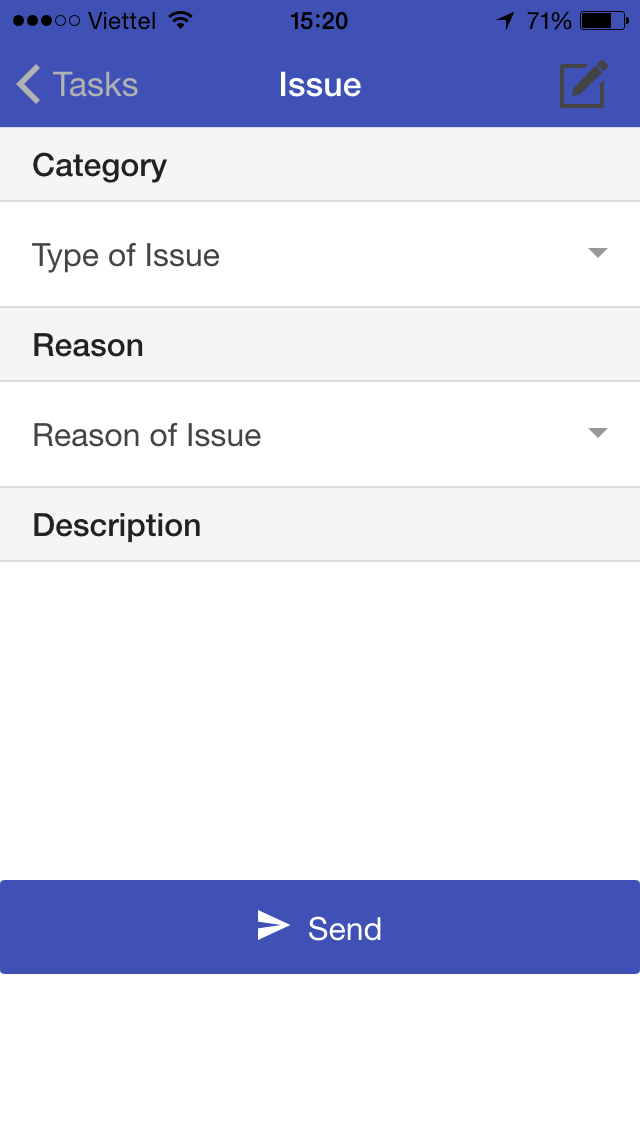 Viettel 15:20 71%
Tasks Issue
Category
Type of Issue
Reason
Reason of Issue
Description
Send